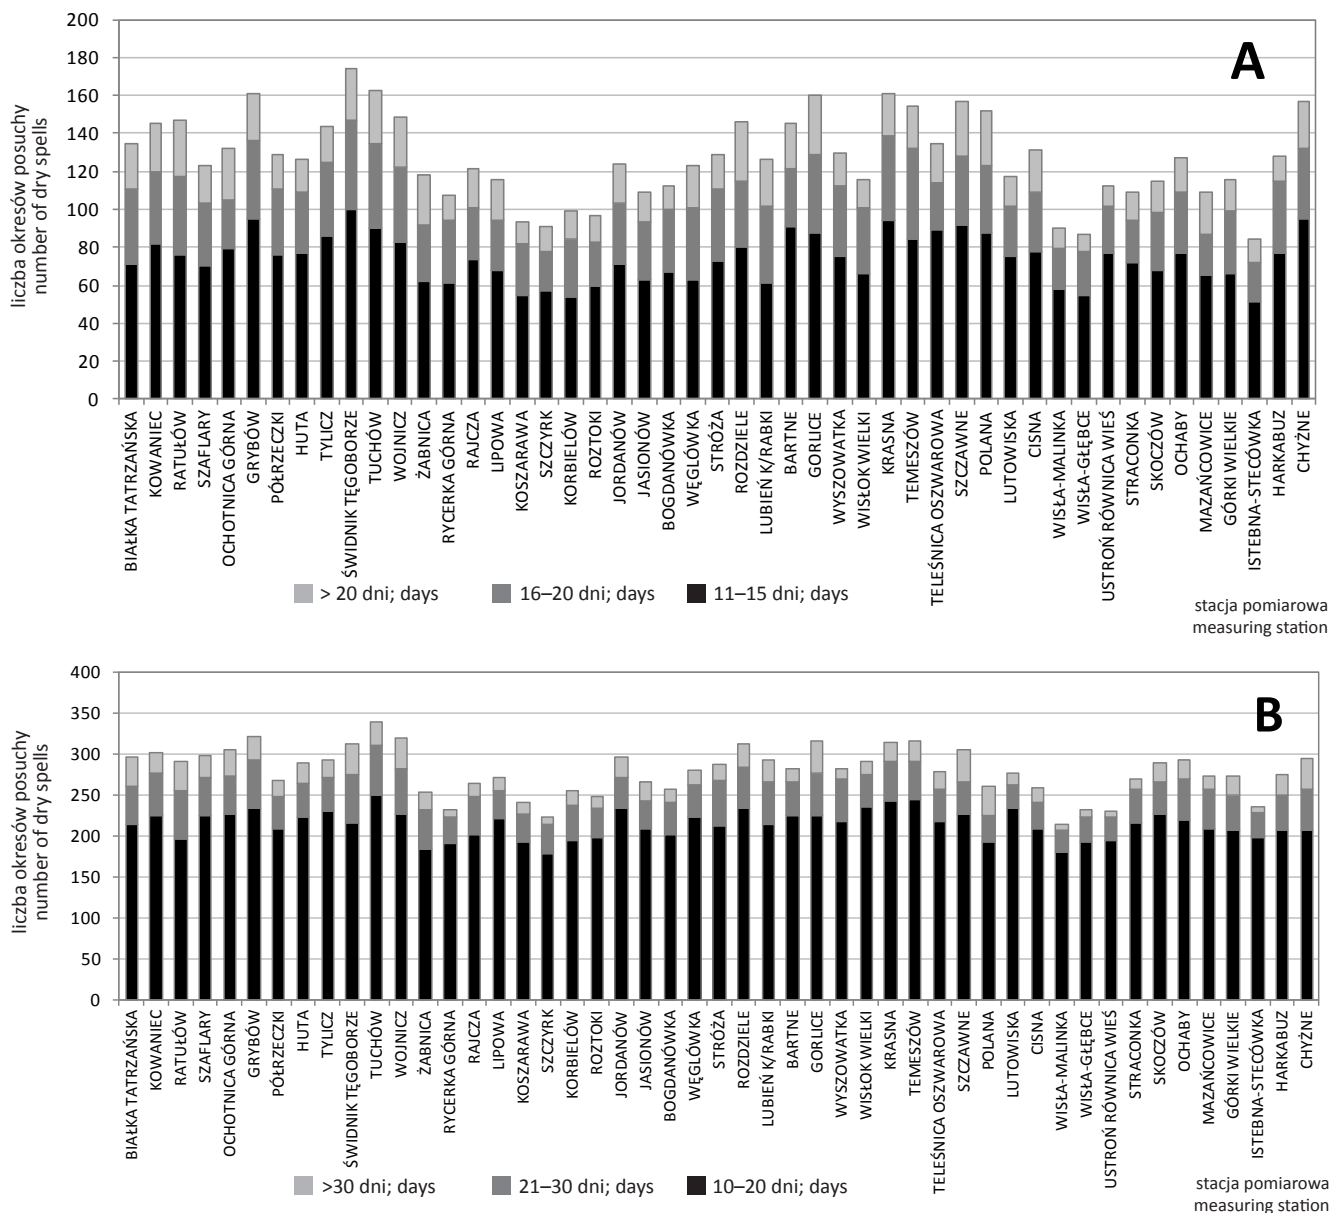 A
liczba okresów posuchy
number of dry spells
200
180
160
140
120
100
80
60
40
20
0
BIAŁKA TATRZAŃSKA
KOWANIEC
RATUŁÓW
SZAFLARY
OCHOTNICA GÓRNA
GRYBÓW
PÓŁRZECZKI
HUTA
TYLICZ
ŚWIDNIK TĘGOBORZE
TUCHÓW
WOJNICZ
ŻABNICA
RYCERKA GÓRNA
RAJCZA
LIPOWA
KOSZARAWA
SZCZYRK
KORBIELÓW
ROZTOKI
JORDANÓW
JASIONÓW
BOGDANÓWKA
WĘGLÓWKA
STRÓŻA
ROZDZIELE
LUBIEŃ K/RABKI
BARTNE
GORLICE
WYSZOWATKA
WISŁOK WIELKI
KRASNA
TEMESZÓW
TELEŚNICA OSZWAROWA
SZCZAWNE
POLANA
LUTOWISKA
CISNA
WISŁA-MALINKA
WISŁA-GŁĘBCE
USTROŃ RÓWNICA WIEŚ
STRACONKA
SKOCZÓW
OCHABY
MAZAŃCOWICE
GÓRKI WIELKIE
ISTEBNA-STECÓWKA
HARKABUZ
CHYŻNE
> 20 dni; days 16–20 dni; days 11–15 dni; days
stacja pomiarowa
measuring station
B
liczba okresów posuchy
number of dry spells
400
350
300
250
200
150
100
50
0
BIAŁKA TATRZAŃSKA
KOWANIEC
RATUŁÓW
SZAFLARY
OCHOTNICA GÓRNA
GRYBÓW
PÓŁRZECZKI
HUTA
TYLICZ
ŚWIDNIK TĘGOBORZE
TUCHÓW
WOJNICZ
ŻABNICA
RYCERKA GÓRNA
RAJCZA
LIPOWA
KOSZARAWA
SZCZYRK
KORBIELÓW
ROZTOKI
JORDANÓW
JASIONÓW
BOGDANÓWKA
WĘGLÓWKA
STRÓŻA
ROZDZIELE
LUBIEŃ K/RABKI
BARTNE
GORLICE
WYSZOWATKA
WISŁOK WIELKI
KRASNA
TEMESZÓW
TELEŚNICA OSZWAROWA
SZCZAWNE
POLANA
LUTOWISKA
CISNA
WISŁA-MALINKA
WISŁA-GŁĘBCE
USTROŃ RÓWNICA WIEŚ
STRACONKA
SKOCZÓW
OCHABY
MAZAŃCOWICE
GÓRKI WIELKIE
ISTEBNA-STECÓWKA
HARKABUZ
CHYŻNE
>30 dni; days 21–30 dni; days 10–20 dni; days
stacja pomiarowa
measuring station